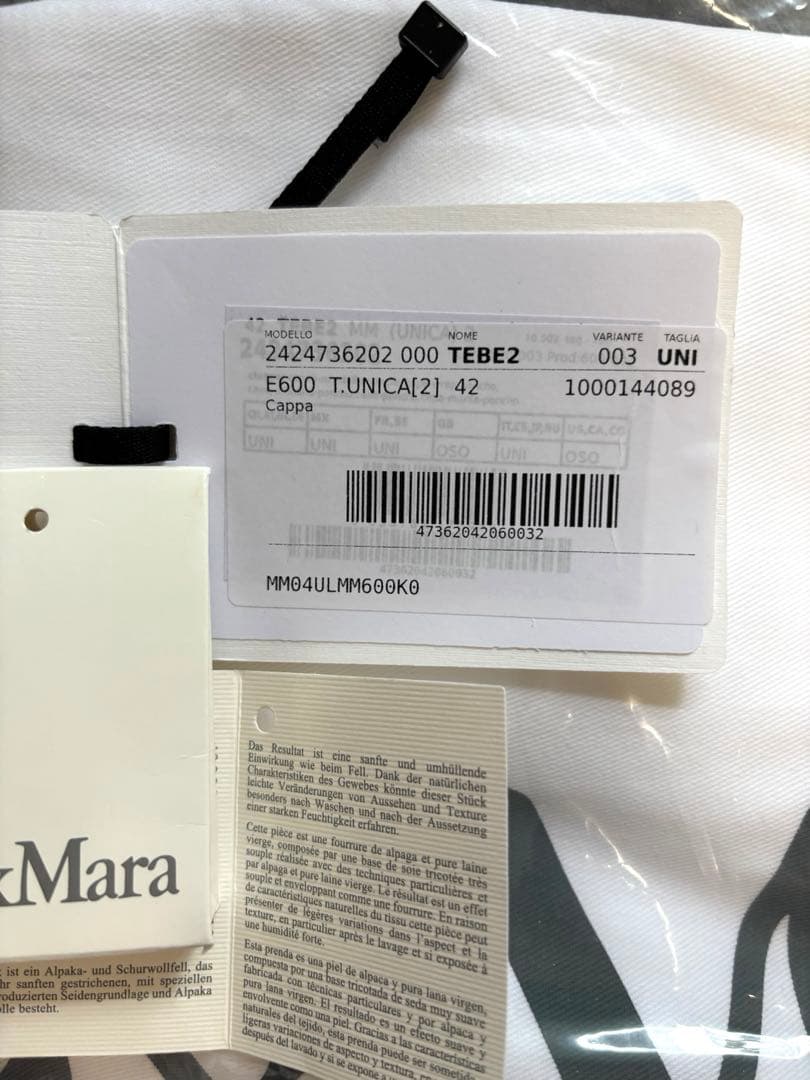 MODELLO NOME VARIANTE TAGLIA
2424736202 000 TEBE2 003 UNI
E600 T.UNICA[2] 42 1000144089
Cappa
47362042060032
MM04ULMM600K0
Mara
Das Resultat ist eine sanfte und umhüllende
Einwirkung wie beim Fell. Dank der natürlichen
Charakteristiken des Gewebes könnte dieser Stück
leichte Veränderungen von Aussehen und Texture
besonders nach Waschen und nach der Aussetzung
einer starken Feuchtigkeit erfahren.
Cette pièce est une fourrure de alpaga et pure laine
vierge, composée par une base de soie tricotée très
souple réalisée avec des techniques particulières et
par alpaga et pure laine vierge. Le résultat est un effet
souple et enveloppant comme une fourrure. En raison
de caractéristiques naturelles du tissu cette pièce peut
présenter de légères variations dans l'aspect et la
texture, en particulier après le lavage et si exposée à
une humidité forte.
Esta prenda es una piel de alpaca y pura lana virgen,
compuesta por una base tricotada de seda muy suave
fabricada con técnicas particulares y por alpaca y
pura lana virgen. El resultado es un efecto suave y
envolvente como una piel. Gracias a las características
naturales del tejido, esta prenda puede ser sometida
ligeras variaciones de aspecto y textura,
después del lavado y si se expone a
ist ein Alpaka- und Schurwollfell, das
sanften gestrichenen, mit speziellen
produzierten Seidengrundlage und Alpaka
besteht.